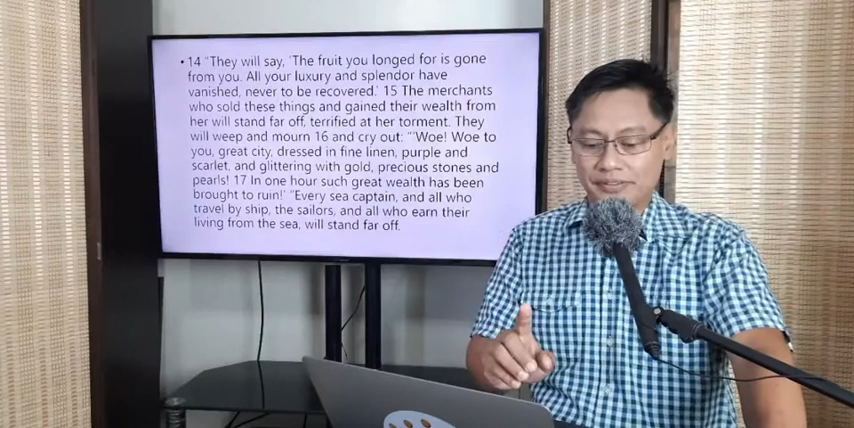 • 14 “They will say, ‘The fruit you longed for is gone
from you. All your luxury and splendor have
vanished, never to be recovered.’ 15 The merchants
who sold these things and gained their wealth from
her will stand far off, terrified at her torment. They
will weep and mourn 16 and cry out: “‘Woe! Woe to
you, great city, dressed in fine linen, purple and
scarlet, and glittering with gold, precious stones and
pearls! 17 In one hour such great wealth has been
brought to ruin!’ “Every sea captain, and all who
travel by ship, the sailors, and all who earn their
living from the sea, will stand far off.